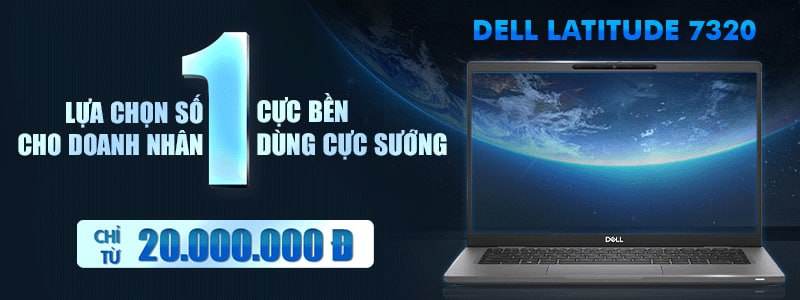 DELL LATITUDE 7320
LỰA CHỌN SỐ 1 CỰC BỀN
CHO DOANH NHÂN DÙNG CỰC SƯỚNG
CHỈ TỪ 20.000.000 Đ
DELL